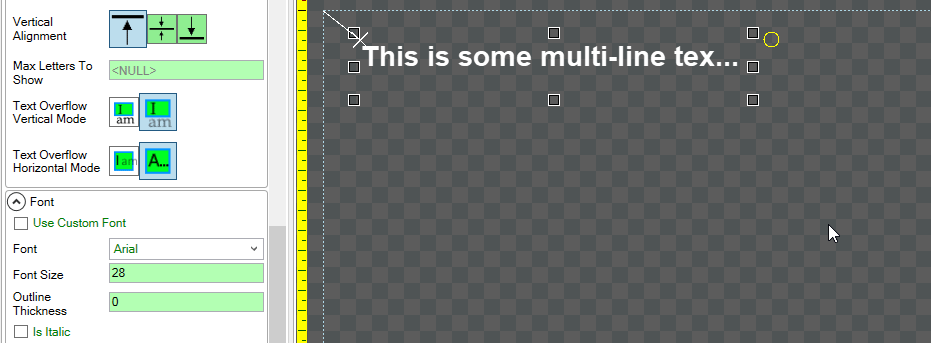 Vertical
Alignment
Max Letters To
Show
<NULL>
Text Overflow
Vertical Mode
I
am
I
am
Text Overflow
Horizontal Mode
I am
A...
Font
Use Custom Font
Font
Arial
Font Size
28
Outline
Thickness
0
Is Italic
This is some multi-line tex...